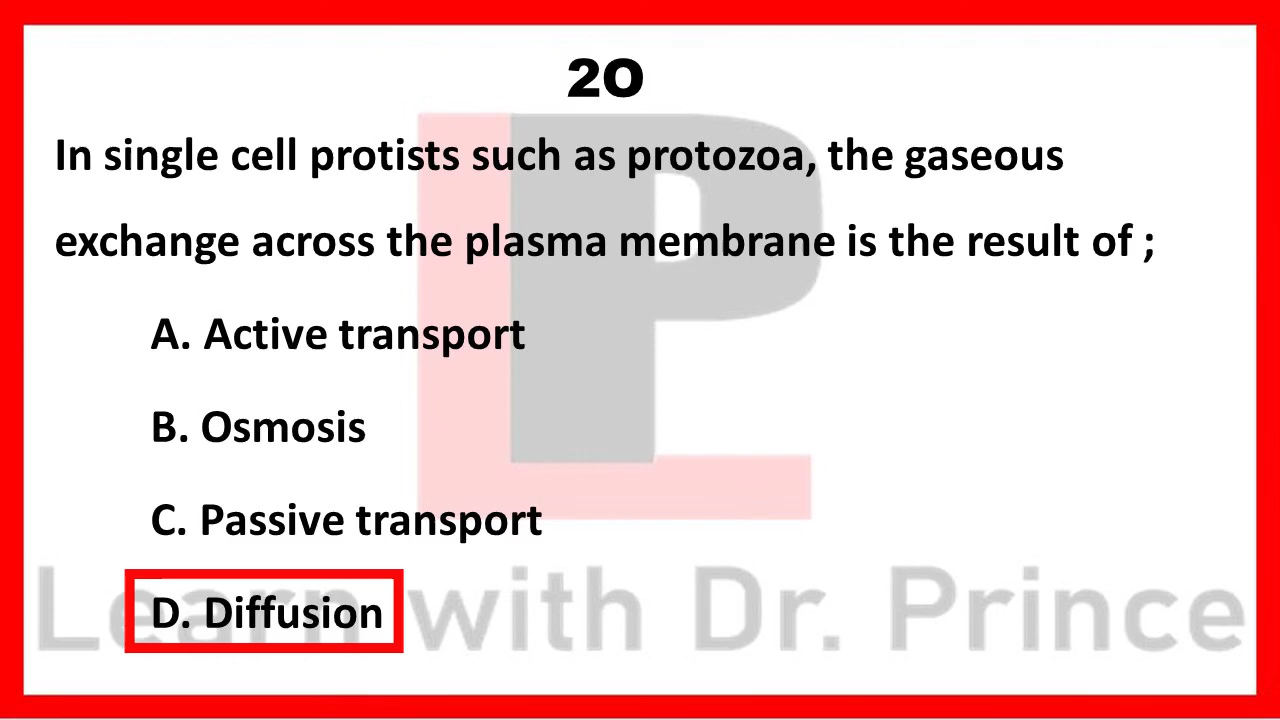 20
In single cell protists such as protozoa, the gaseous
exchange across the plasma membrane is the result of ;
A. Active transport
B. Osmosis
C. Passive transport
D. Diffusion
Learn with Dr. Prince